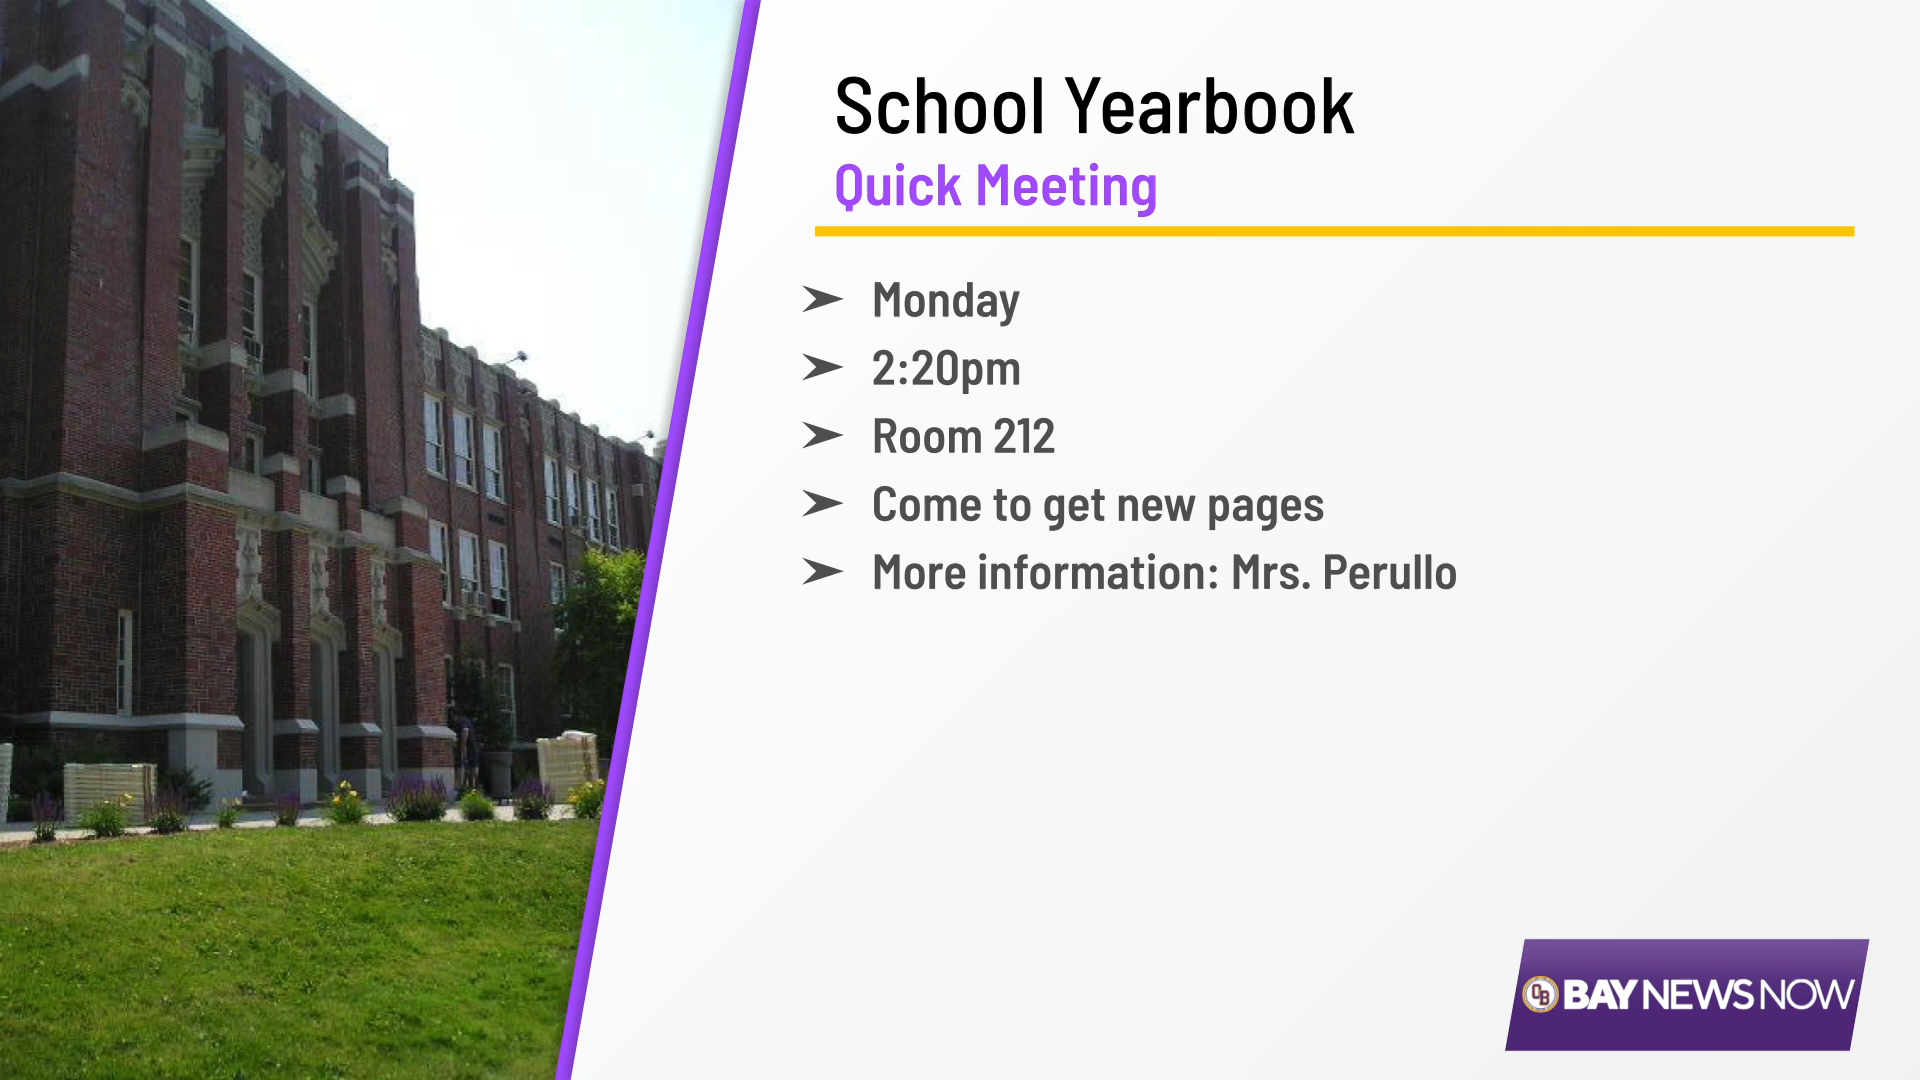 School Yearbook
Quick Meeting
➤ Monday
➤ 2:20pm
➤ Room 212
➤ Come to get new pages
➤ More information: Mrs. Perullo
OB BAY NEWS NOW